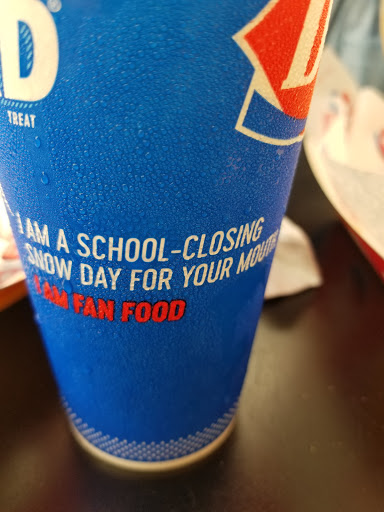 D®
TREAT
D
I AM A SCHOOL-CLOSING
SNOW DAY FOR YOUR MOUTH
I AM FAN FOOD